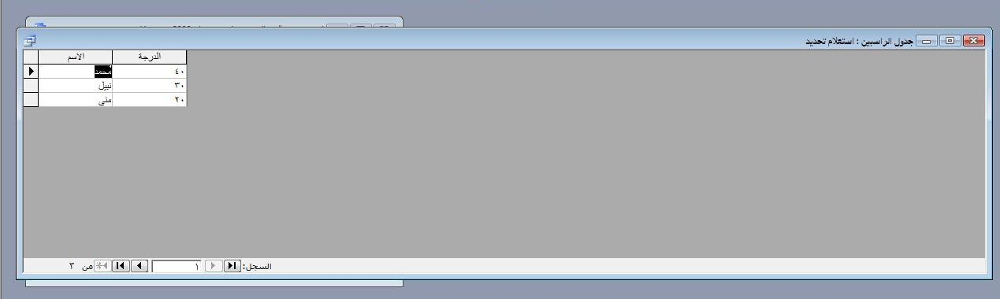 جدول الراسبين : استعلام تحديد
الاسم الدرجة
محمد ٤٠
نبيل ٣٠
منى ٢٠
السجل: ١ من ٣